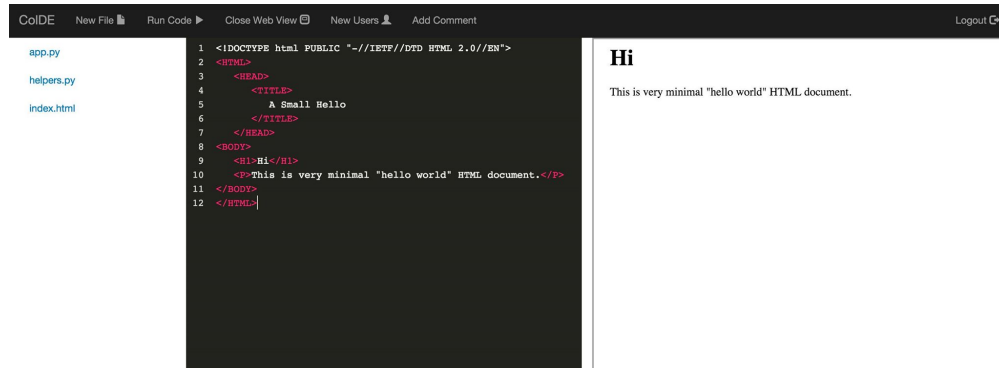 ColDE New File Run Code Close Web View New Users Add Comment Logout
app.py
helpers.py
index.html
1 <!DOCTYPE html PUBLIC "-//IETF//DTD HTML 2.0//EN">
2 <HTML>
3 <HEAD>
4 <TITLE>
5 A Small Hello
6 </TITLE>
7 </HEAD>
8 <BODY>
9 <H1>Hi</H1>
10 <P>This is very minimal "hello world" HTML document.</P>
11 </BODY>
12 </HTML>
Hi
This is very minimal "hello world" HTML document.